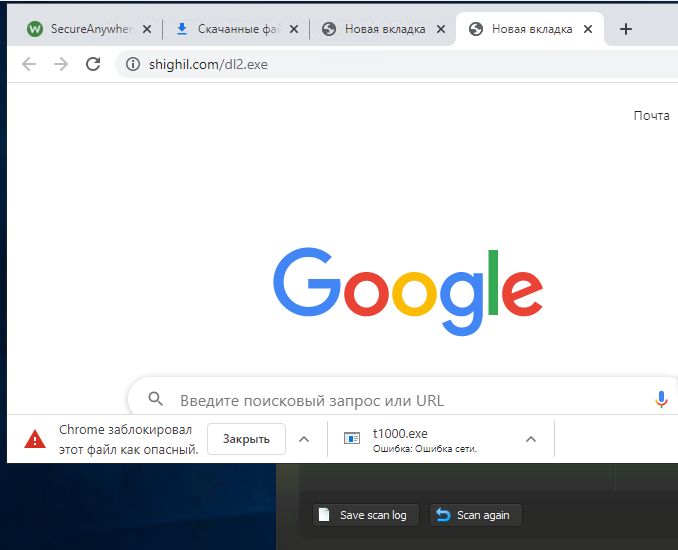 SecureAnywher
Скачанные фай
Новая вкладка
Новая вкладка
shighil.com/dl2.exe
Почта
Google
Введите поисковый запрос или URL
Chrome заблокировал
этот файл как опасный.
Закрыть
t1000.exe
Ошибка: Ошибка сети.
Save scan log
Scan again